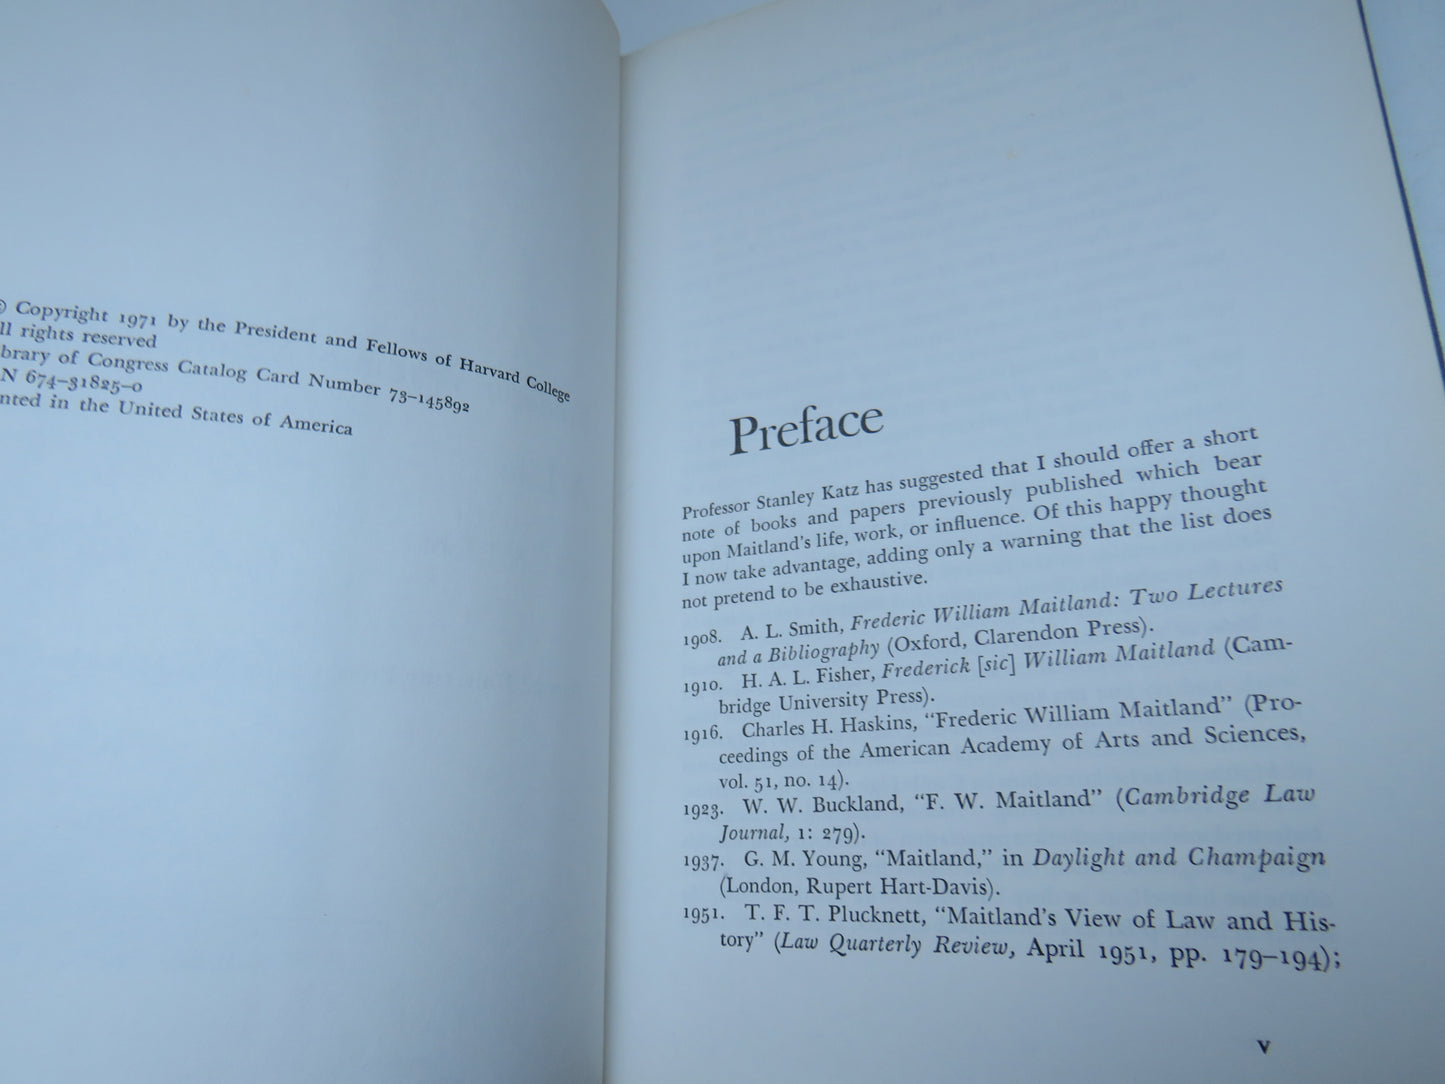 © Copyright 1971 by the President and Fellows of Harvard College
ll rights reserved
brary of Congress Catalog Card Number 73-145892
N 674-31825-0
nted in the United States of America
Preface
Professor Stanley Katz has suggested that I should offer a short
note of books and papers previously published which bear
upon Maitland's life, work, or influence. Of this happy thought
I now take advantage, adding only a warning that the list does
not pretend to be exhaustive.
1908. A. L. Smith, Frederic William Maitland: Two Lectures
and a Bibliography (Oxford, Clarendon Press).
1910. H. A. L. Fisher, Frederick [sic] William Maitland (Cam-
bridge University Press).
1916. Charles H. Haskins, "Frederic William Maitland" (Pro-
ceedings of the American Academy of Arts and Sciences,
vol. 51, no. 14).
1923. W. W. Buckland, "F. W. Maitland" (Cambridge Law
Journal, 1: 279).
1937. G. M. Young, "Maitland," in Daylight and Champaign
(London, Rupert Hart-Davis).
1951. T. F. T. Plucknett, "Maitland's View of Law and His-
tory" (Law Quarterly Review, April 1951, pp. 179–194);
v